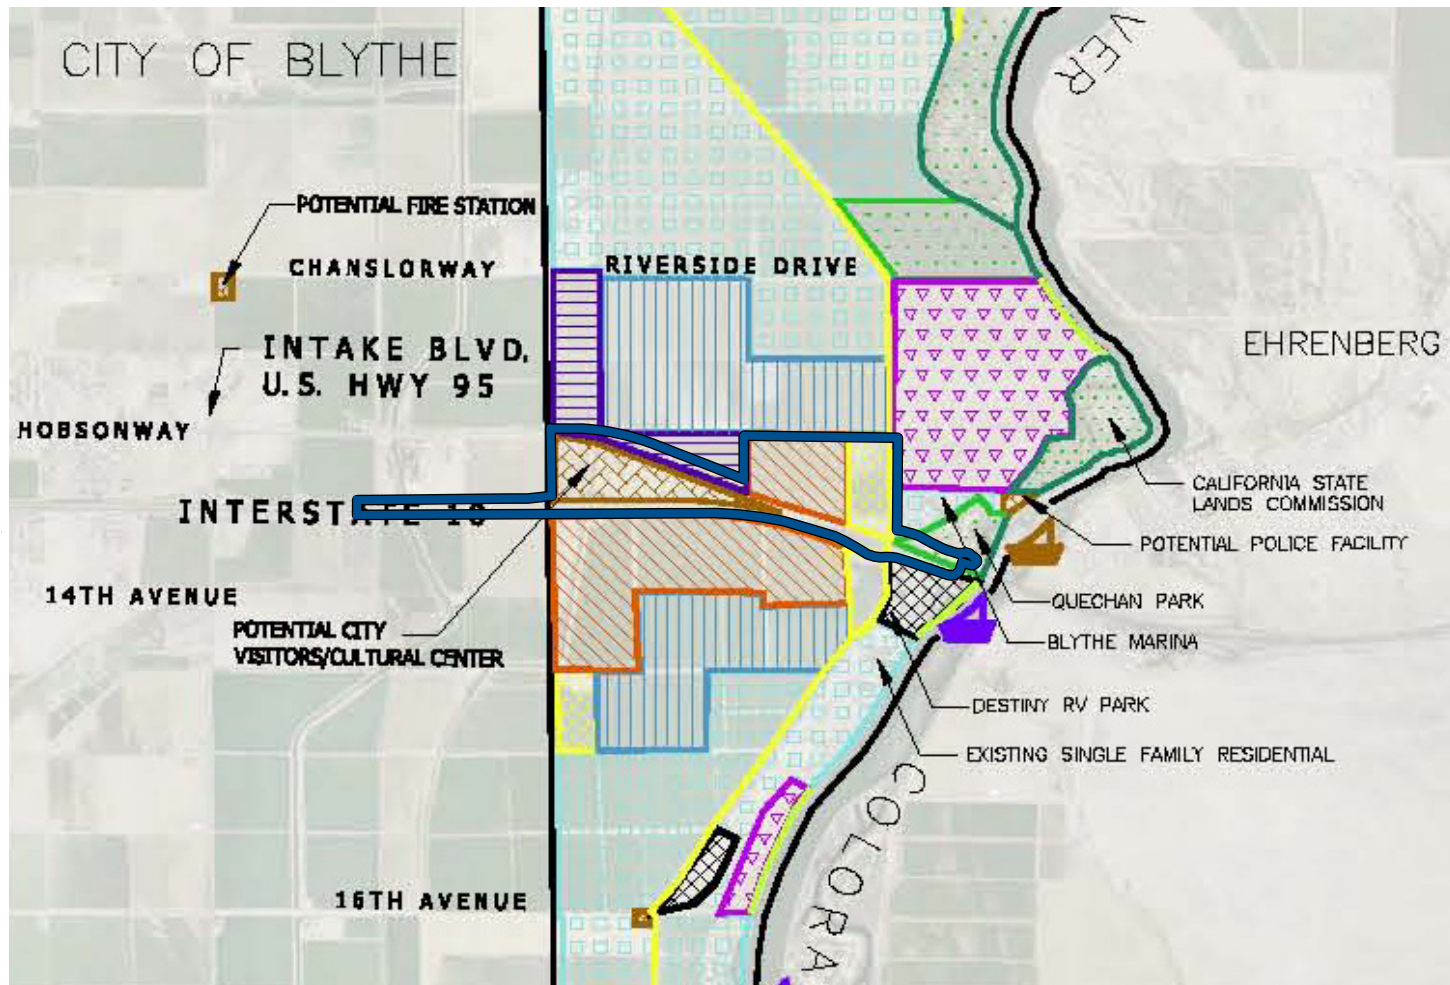 CITY OF BLYTHE
VER
POTENTIAL FIRE STATION
CHANSLORWAY
RIVERSIDE DRIVE
INTAKE BLVD.
U.S. HWY 95
EHRENBERG
HOBSONWAY
INTERSTATE 10
CALIFORNIA STATE
LANDS COMMISSION
POTENTIAL POLICE FACILITY
14TH AVENUE
QUECHAN PARK
POTENTIAL CITY
VISITORS/CULTURAL CENTER
BLYTHE MARINA
DESTINY RV PARK
EXISTING SINGLE FAMILY RESIDENTIAL
COLORA
16TH AVENUE